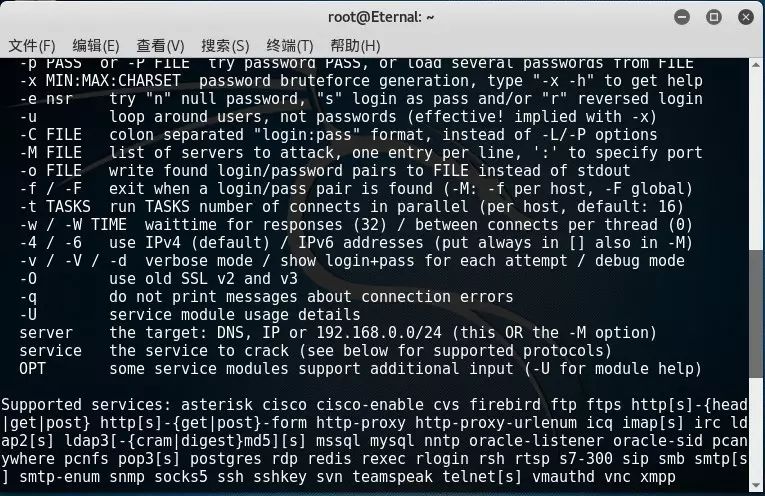 root@Eternal: ~
文件(F) 编辑(E) 查看(V) 搜索(S) 终端(T) 帮助(H)
-p PASS  or -P FILE  try password PASS, or load several passwords from FILE
-x MIN:MAX:CHARSET  password bruteforce generation, type "-x -h" to get help
-e nsr    try "n" null password, "s" login as pass and/or "r" reversed login
-u        loop around users, not passwords (effective! implied with -x)
-C FILE   colon separated "login:pass" format, instead of -L/-P options
-M FILE   list of servers to attack, one entry per line, ':' to specify port
-o FILE   write found login/password pairs to FILE instead of stdout
-f / -F   exit when a login/pass pair is found (-M: -f per host, -F global)
-t TASKS  run TASKS number of connects in parallel (per host, default: 16)
-w / -W TIME  waittime for responses (32) / between connects per thread (0)
-4 / -6   use IPv4 (default) / IPv6 addresses (put always in [] also in -M)
-v / -V / -d  verbose mode / show login+pass for each attempt / debug mode
-O        use old SSL v2 and v3
-q        do not print messages about connection errors
-U        service module usage details
server    the target: DNS, IP or 192.168.0.0/24 (this OR the -M option)
service   the service to crack (see below for supported protocols)
OPT       some service modules support additional input (-U for module help)
Supported services: asterisk cisco cisco-enable cvs firebird ftp ftps http[s]-{head
|get|post} http[s]-{get|post}-form http-proxy http-proxy-urlenum icq imap[s] irc ld
ap2[s] ldap3[-{cram|digest}md5][s] mssql mysql nntp oracle-listener oracle-sid pcan
ywhere pcnfs pop3[s] postgres rdp redis rexec rlogin rsh rtsp s7-300 sip smb smtp[s
] smtp-enum snmp socks5 ssh sshkey svn teamspeak telnet[s] vmauthd vnc xmpp